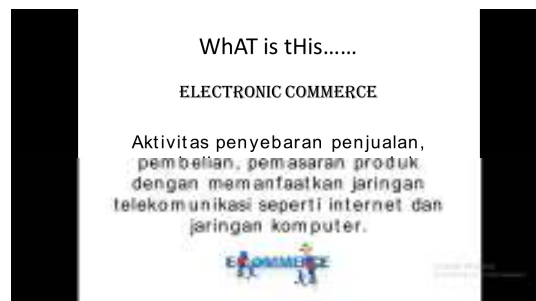 WhAT is tHis......
ELECTRONIC COMMERCE
Aktivitas penyebaran penjualan,
pembelian, pemasaran produk
dengan memanfaatkan jaringan
telekomunikasi seperti internet dan
jaringan komputer.
E-COMMERCE